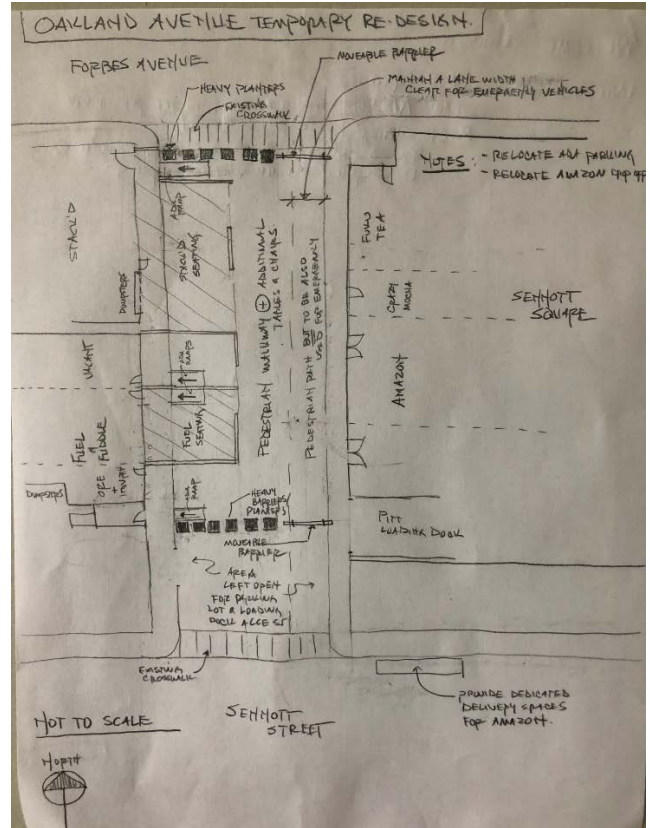 OAKLAND AVENUE TEMPORARY RE-DESIGN.
FORBES AVENUE
MOVEABLE BARRIER
HEAVY PLANTERS
EXISTING
CROSSWALK
MAINTAIN A LANE WIDTH
CLEAR FOR EMERGENCY VEHICLES
NOTES: - RELOCATE ADA PARKING
- RELOCATE AMAZON DROP OFF
STACK'D
DUMPSTERS
ADA
RAMP
STACK'D
SEATING
PEDESTRIAN WALKWAY + ADDITIONAL
TABLES & CHAIRS.
PEDESTRIAN PATH BUT TO BE ALSO
USED FOR EMERGENCY
FUKU
TEA
CRAZY
MOCHA
AMAZON
SENNOTT
SQUARE
VACANT
RAMPS
FUEL
&
FUDDLE
DUMPSTERS
FUEL
SEATING
RAMP
HEAVY
BARRIERS/
PLANTERS
MOVEABLE
BARRIER
PITT
LOADING DOCK
AREA
LEFT OPEN
FOR PARKING
LOT & LOADING
DOCK ACCESS
EXISTING
CROSSWALK
PROVIDE DEDICATED
DELIVERY SPACES
FOR AMAZON.
NOT TO SCALE
SENNOTT
STREET
NORTH